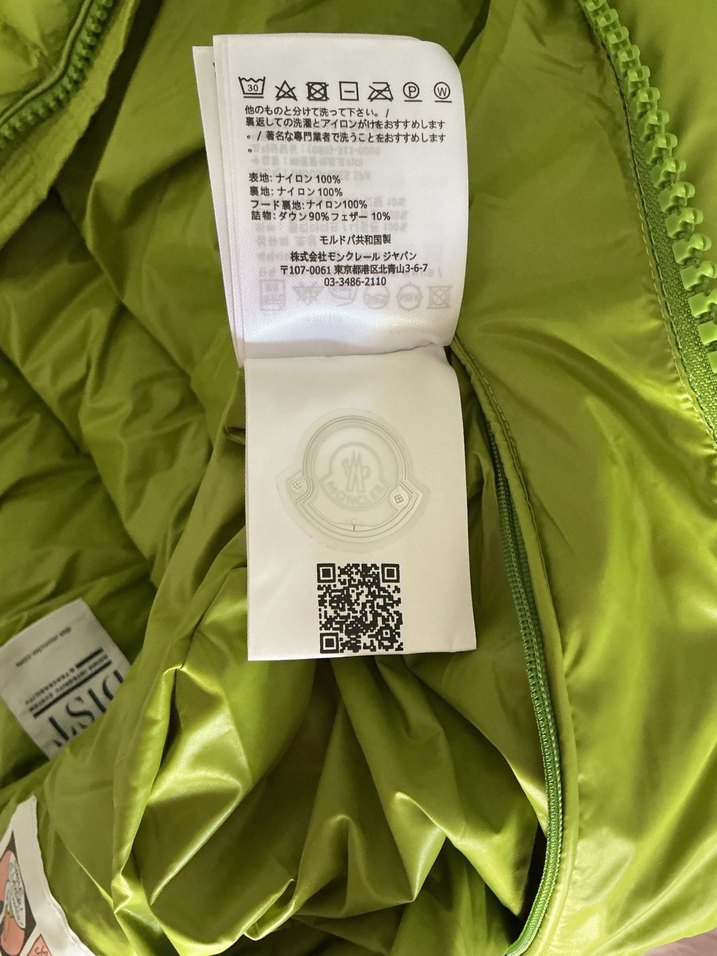 30
P
W
他のものと分けて洗って下さい。/
裏返しての洗濯とアイロンがけをおすすめします
。/ 著名な専門業者で洗うことをおすすめします
。
表地: ナイロン 100%
裏地: ナイロン 100%
フード裏地: ナイロン100%
詰物: ダウン 90% フェザー 10%
モルドバ共和国製
株式会社モンクレール ジャパン
〒107-0061 東京都港区北青山3-6-7
03-3486-2110
MONCLER
DIST